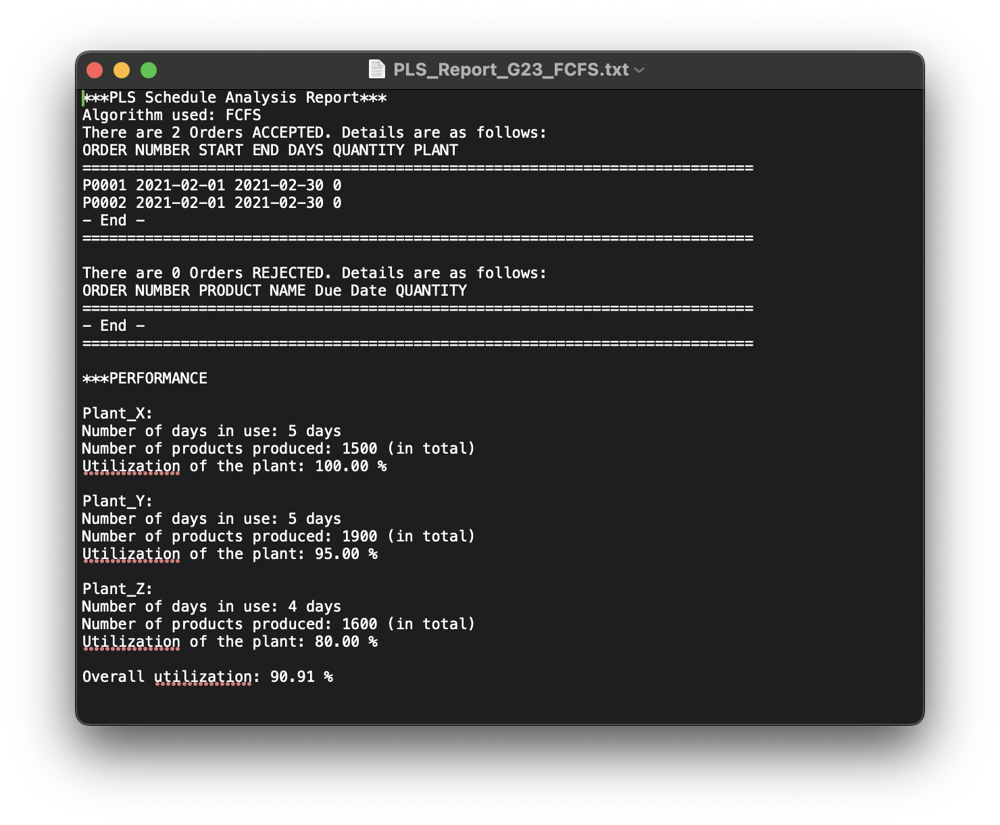 PLS_Report_G23_FCFS.txt
***PLS Schedule Analysis Report***
Algorithm used: FCFS
There are 2 Orders ACCEPTED. Details are as follows:
ORDER NUMBER START END DAYS QUANTITY PLANT
===========================================================================
P0001 2021-02-01 2021-02-30 0
P0002 2021-02-01 2021-02-30 0
- End -
===========================================================================
There are 0 Orders REJECTED. Details are as follows:
ORDER NUMBER PRODUCT NAME Due Date QUANTITY
===========================================================================
- End -
===========================================================================
***PERFORMANCE
Plant_X:
Number of days in use: 5 days
Number of products produced: 1500 (in total)
Utilization of the plant: 100.00 %
Plant_Y:
Number of days in use: 5 days
Number of products produced: 1900 (in total)
Utilization of the plant: 95.00 %
Plant_Z:
Number of days in use: 4 days
Number of products produced: 1600 (in total)
Utilization of the plant: 80.00 %
Overall utilization: 90.91 %